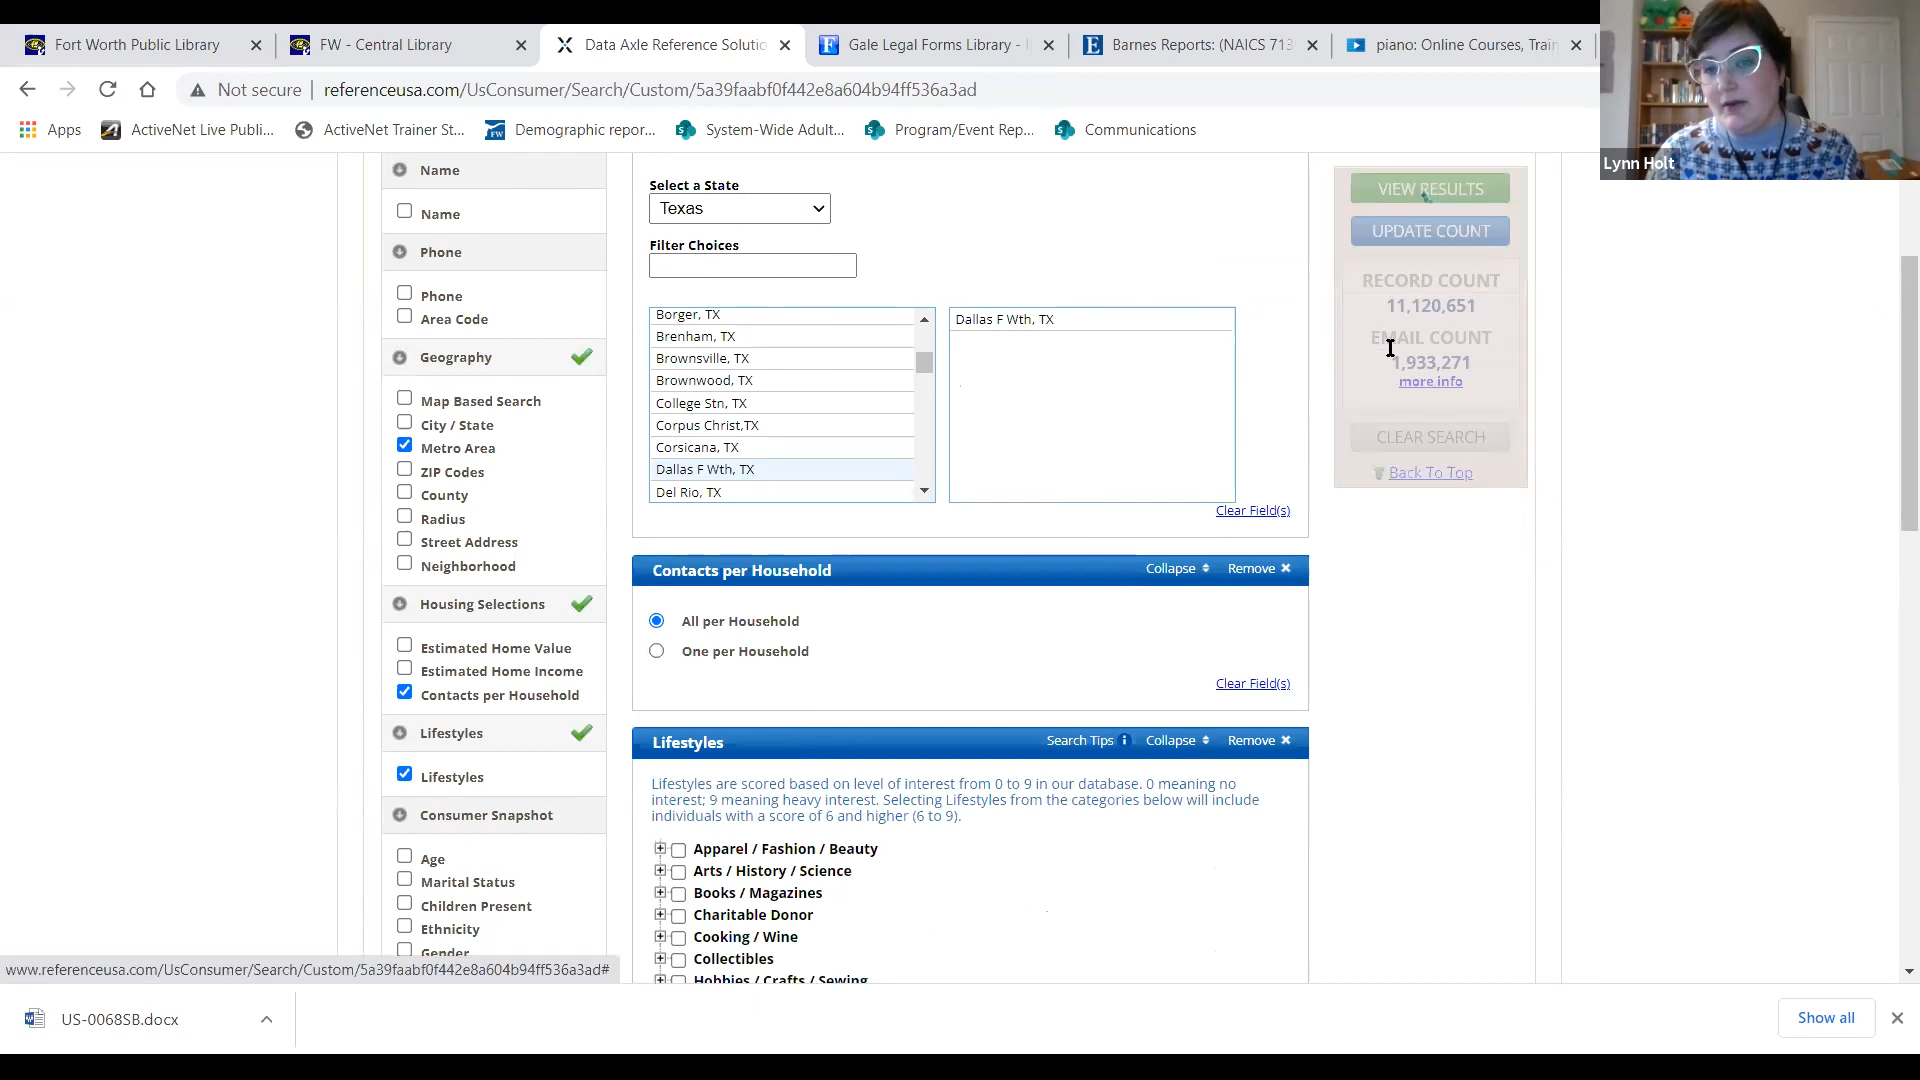 Fort Worth Public Library
FW - Central Library
Data Axle Reference Solutio
Gale Legal Forms Library - 
Barnes Reports: (NAICS 713
piano: Online Courses, Train
Not secure
referenceusa.com/UsConsumer/Search/Custom/5a39faabf0f442e8a604b94ff536a3ad
Apps
ActiveNet Live Publi...
ActiveNet Trainer St...
Demographic repor...
System-Wide Adult...
Program/Event Rep...
Communications
Lynn Holt
Name
Name
Phone
Phone
Area Code
Geography
Map Based Search
City / State
Metro Area
ZIP Codes
County
Radius
Street Address
Neighborhood
Housing Selections
Estimated Home Value
Estimated Home Income
Contacts per Household
Lifestyles
Lifestyles
Consumer Snapshot
Age
Marital Status
Children Present
Ethnicity
Gender
Select a State
Texas
Filter Choices
Borger, TX
Brenham, TX
Brownsville, TX
Brownwood, TX
College Stn, TX
Corpus Christ,TX
Corsicana, TX
Dallas F Wth, TX
Del Rio, TX
Dallas F Wth, TX
Clear Field(s)
Contacts per Household
Collapse
Remove
All per Household
One per Household
Clear Field(s)
Lifestyles
Search Tips
Collapse
Remove
Lifestyles are scored based on level of interest from 0 to 9 in our database. 0 meaning no
interest; 9 meaning heavy interest. Selecting Lifestyles from the categories below will include
individuals with a score of 6 and higher (6 to 9).
Apparel / Fashion / Beauty
Arts / History / Science
Books / Magazines
Charitable Donor
Cooking / Wine
Collectibles
Hobbies / Crafts / Sewing
VIEW RESULTS
UPDATE COUNT
RECORD COUNT
11,120,651
EMAIL COUNT
1,933,271
more info
CLEAR SEARCH
Back To Top
www.referenceusa.com/UsConsumer/Search/Custom/5a39faabf0f442e8a604b94ff536a3ad#
US-0068SB.docx
Show all